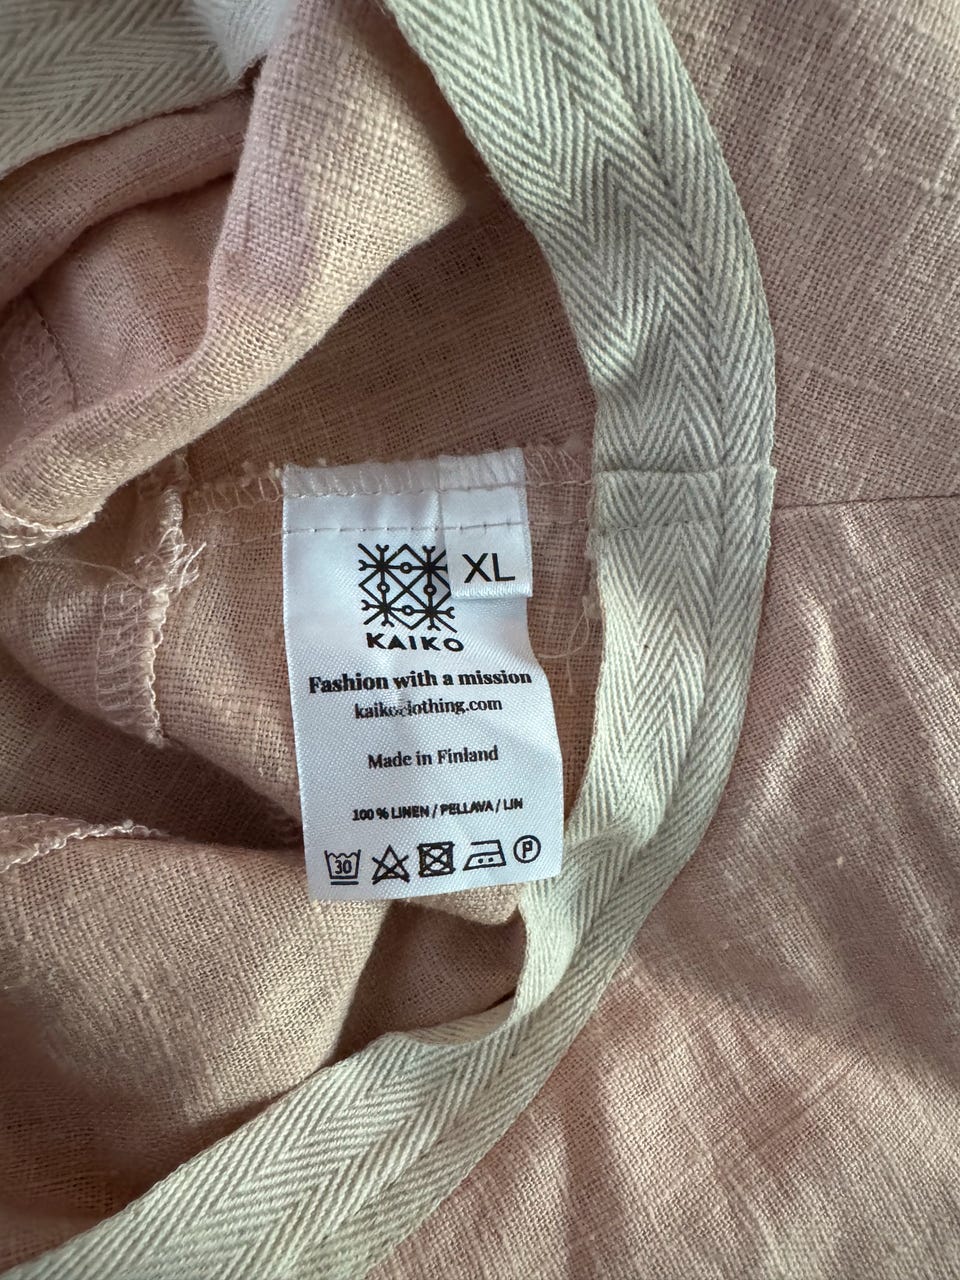 XL
KAIKO
Fashion with a mission
kaikoclothing.com
Made in Finland
100 % LINEN / PELLAVA / LIN
30
P